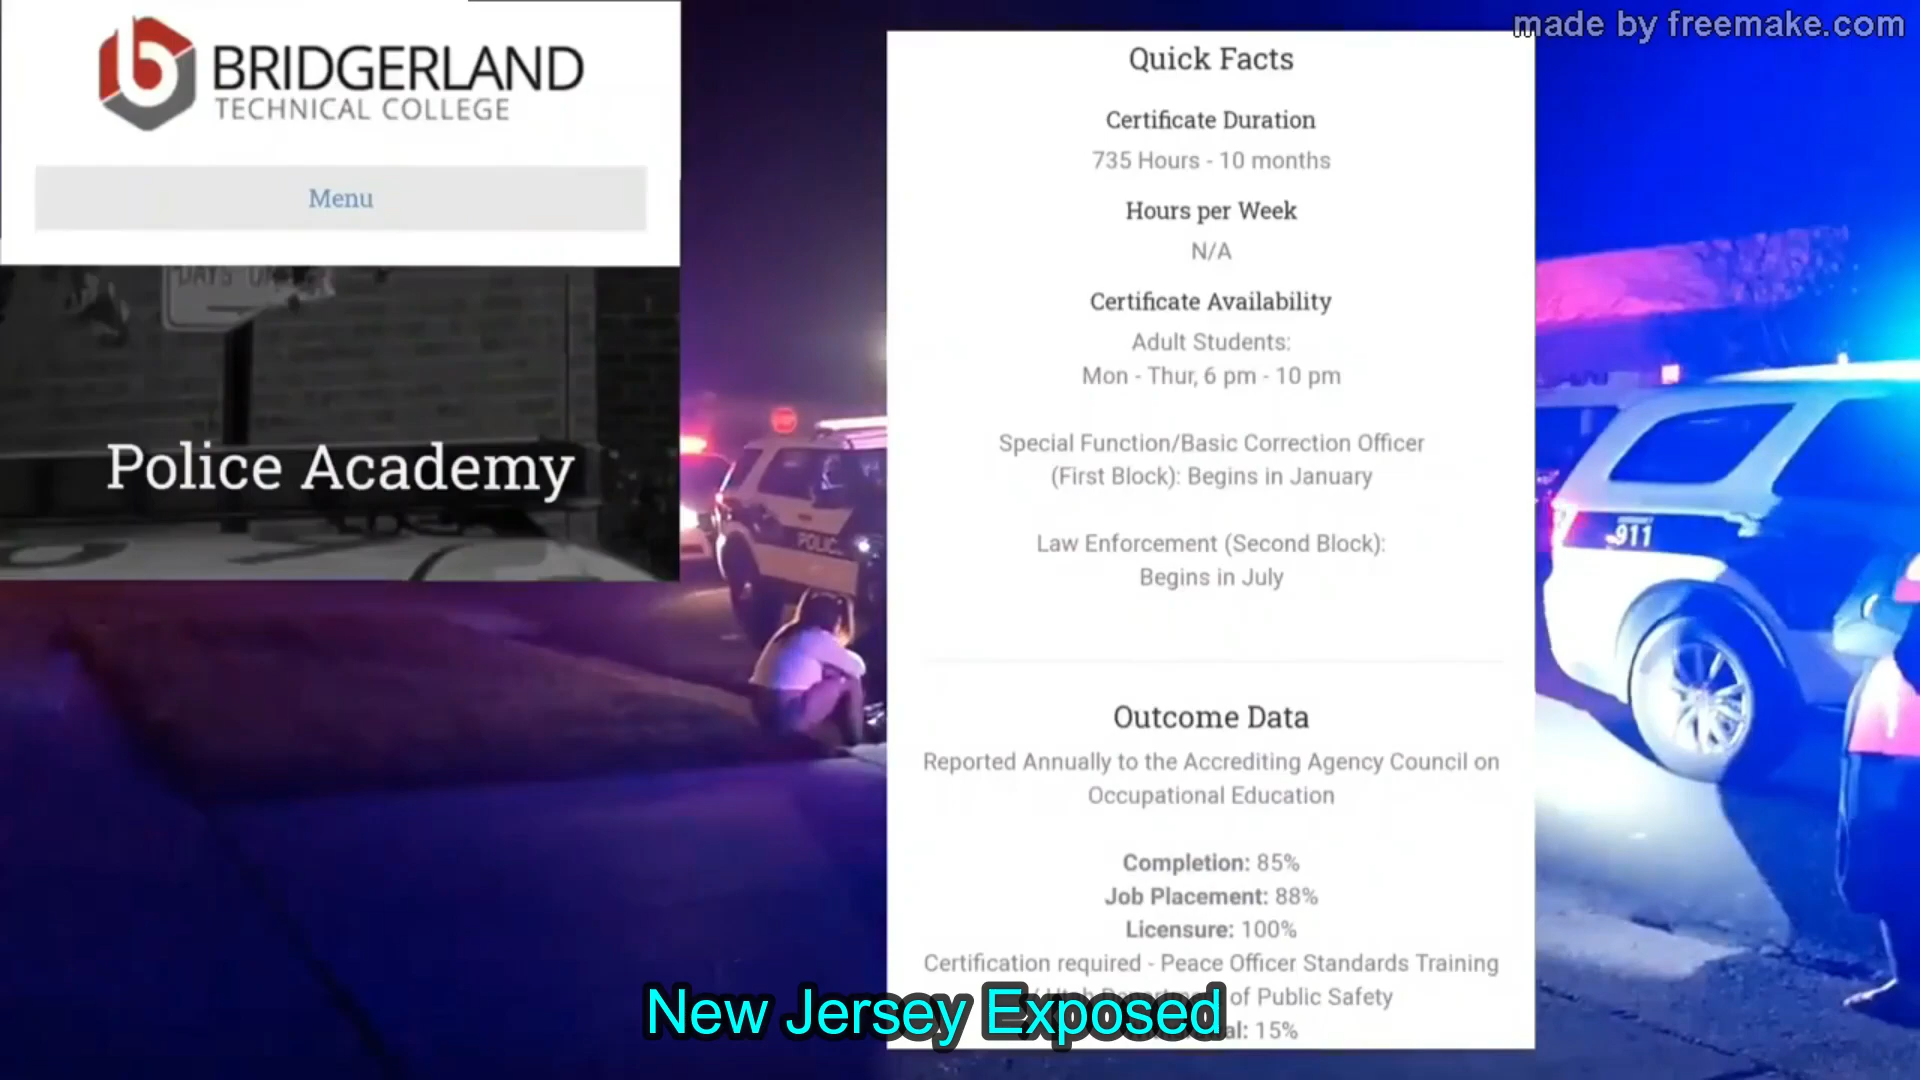 made by freemake.com
BRIDGERLAND
TECHNICAL COLLEGE
Menu
Police Academy
Quick Facts
Certificate Duration
735 Hours - 10 months
Hours per Week
N/A
Certificate Availability
Adult Students:
Mon - Thur, 6 pm - 10 pm
Special Function/Basic Correction Officer
(First Block): Begins in January
Law Enforcement (Second Block):
Begins in July
Outcome Data
Reported Annually to the Accrediting Agency Council on
Occupational Education
Completion: 85%
Job Placement: 88%
Licensure: 100%
Certification required - Peace Officer Standards Training
of Public Safety
15%
New Jersey Exposed
911